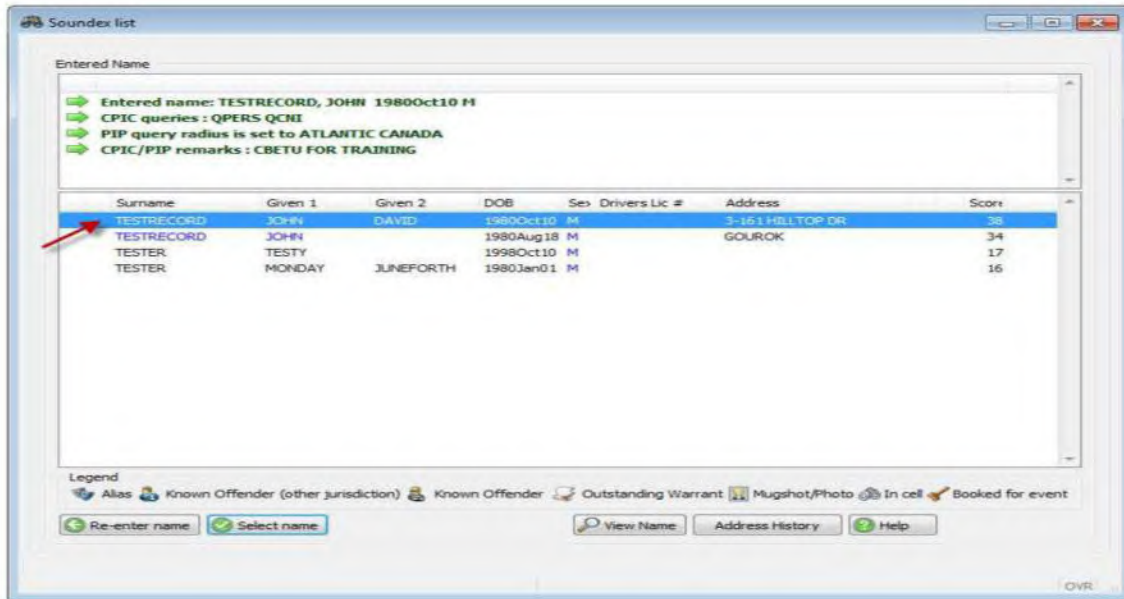 Soundex list
Entered Name
Entered name: TESTRECORD, JOHN 1980Oct10 M
CPIC queries : QPERS QCNI
PIP query radius is set to ATLANTIC CANADA
CPIC/PIP remarks : CBETU FOR TRAINING
Surname Given 1 Given 2 DOB Sex Drivers Lic # Address Score
TESTRECORD JOHN DAVID 1980Oct10 M 3-161 HILLTOP DR 38
TESTRECORD JOHN 1980Aug18 M GOUROK 34
TESTER TESTY 1998Oct10 M 17
TESTER MONDAY JUNEFORTH 1980Jan01 M 16
Legend
Alias Known Offender (other jurisdiction) Known Offender Outstanding Warrant Mugshot/Photo In cell Booked for event
Re-enter name Select name View Name Address History Help
OVR